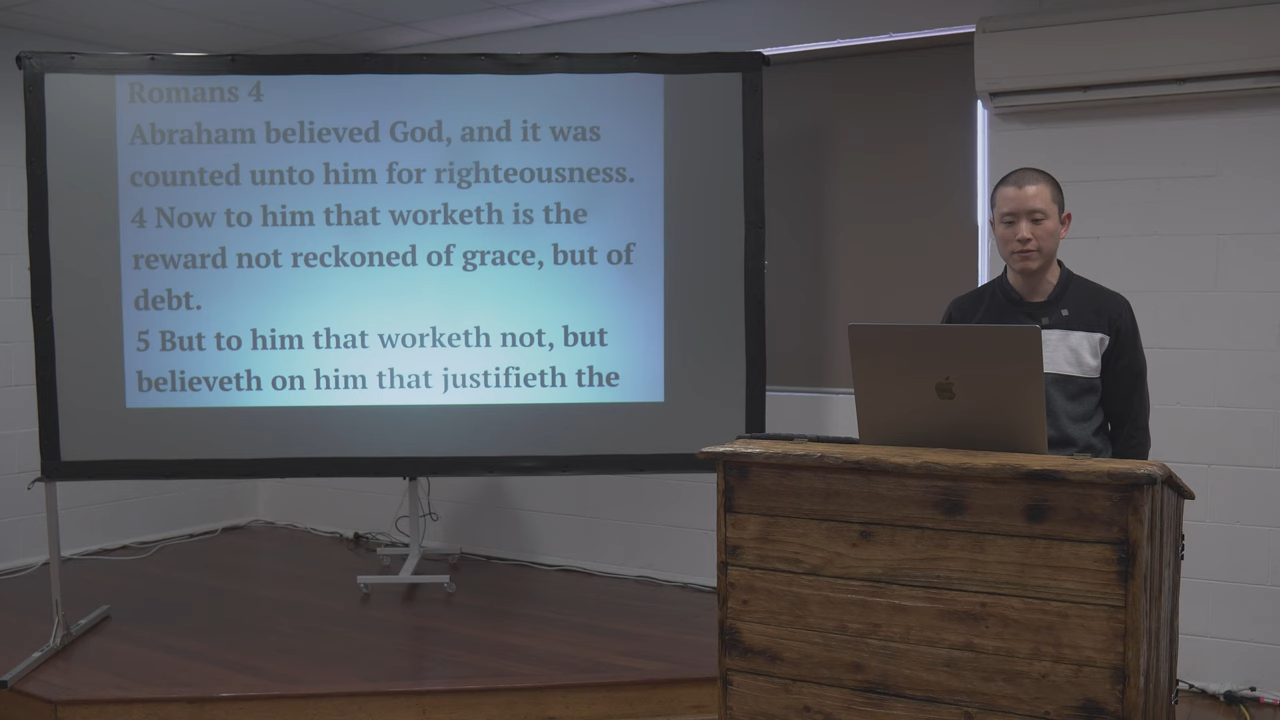 Romans 4
Abraham believed God, and it was
counted unto him for righteousness.
4 Now to him that worketh is the
reward not reckoned of grace, but of
debt.
5 But to him that worketh not, but
believeth on him that justifieth the